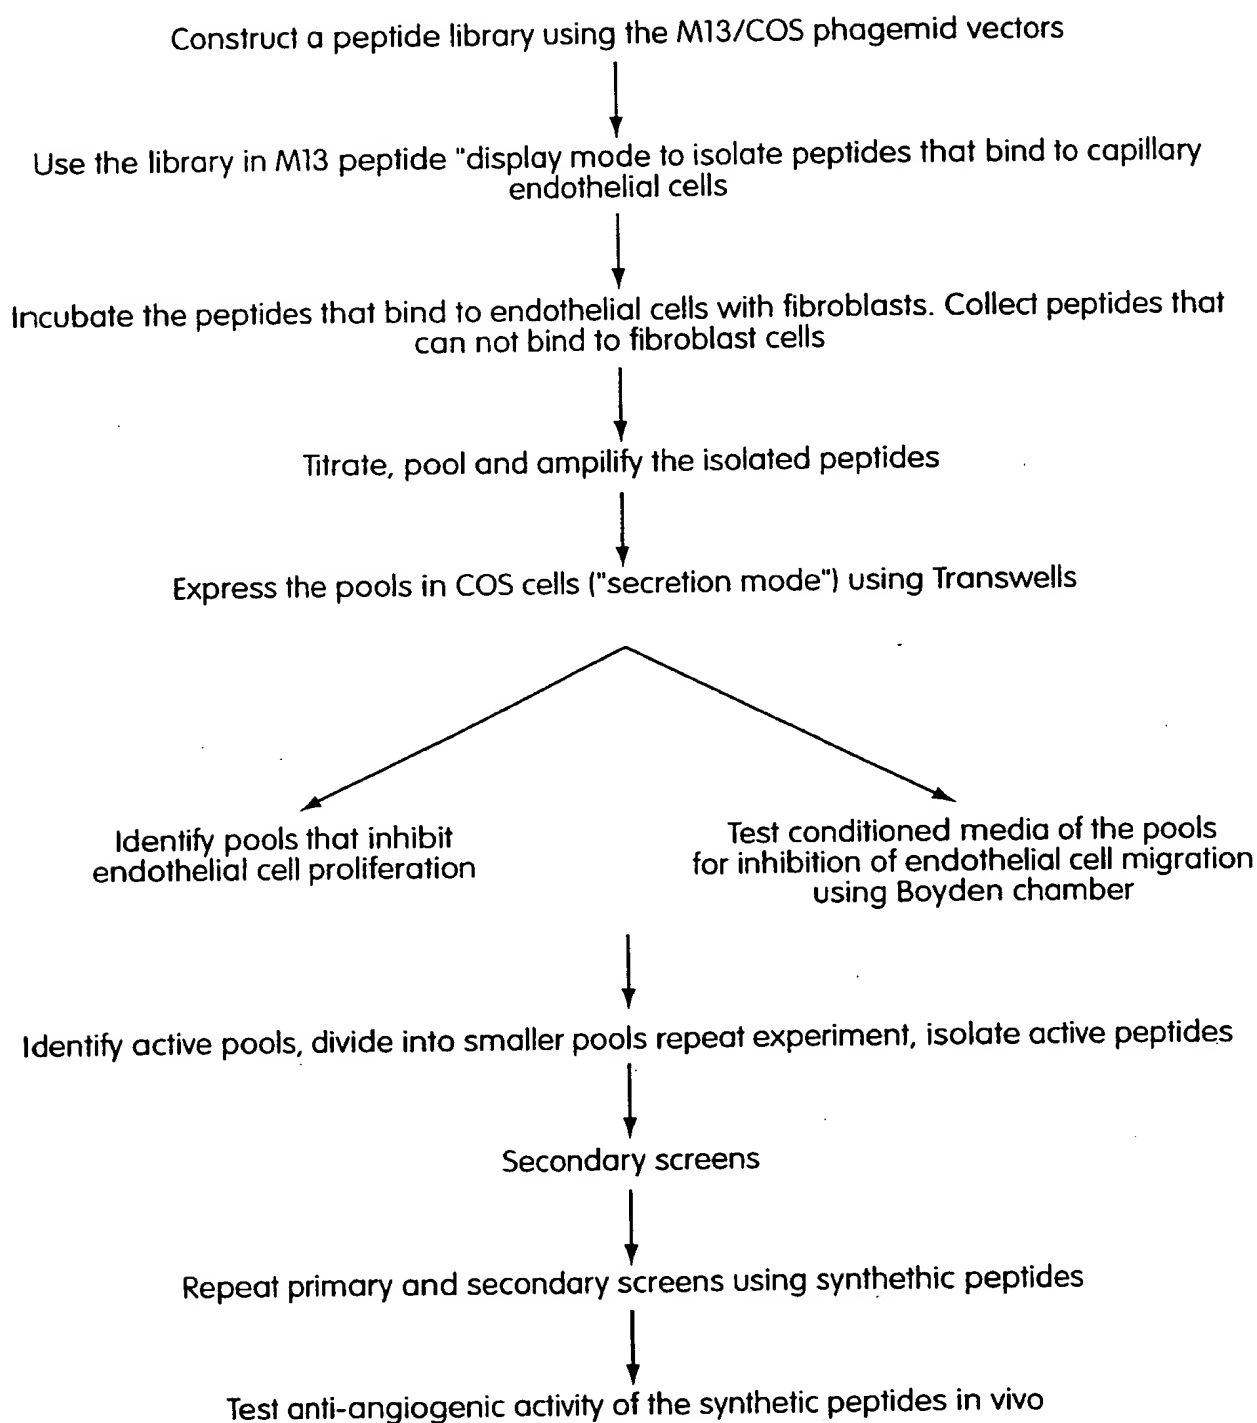 Construct a peptide library using the M13/COS phagemid vectors
Use the library in M13 peptide "display mode to isolate peptides that bind to capillary
endothelial cells
Incubate the peptides that bind to endothelial cells with fibroblasts. Collect peptides that
can not bind to fibroblast cells
Titrate, pool and ampilify the isolated peptides
Express the pools in COS cells ("secretion mode") using Transwells
Identify pools that inhibit
endothelial cell proliferation
Test conditioned media of the pools
for inhibition of endothelial cell migration
using Boyden chamber
Identify active pools, divide into smaller pools repeat experiment, isolate active peptides
Secondary screens
Repeat primary and secondary screens using synthethic peptides
Test anti-angiogenic activity of the synthetic peptides in vivo